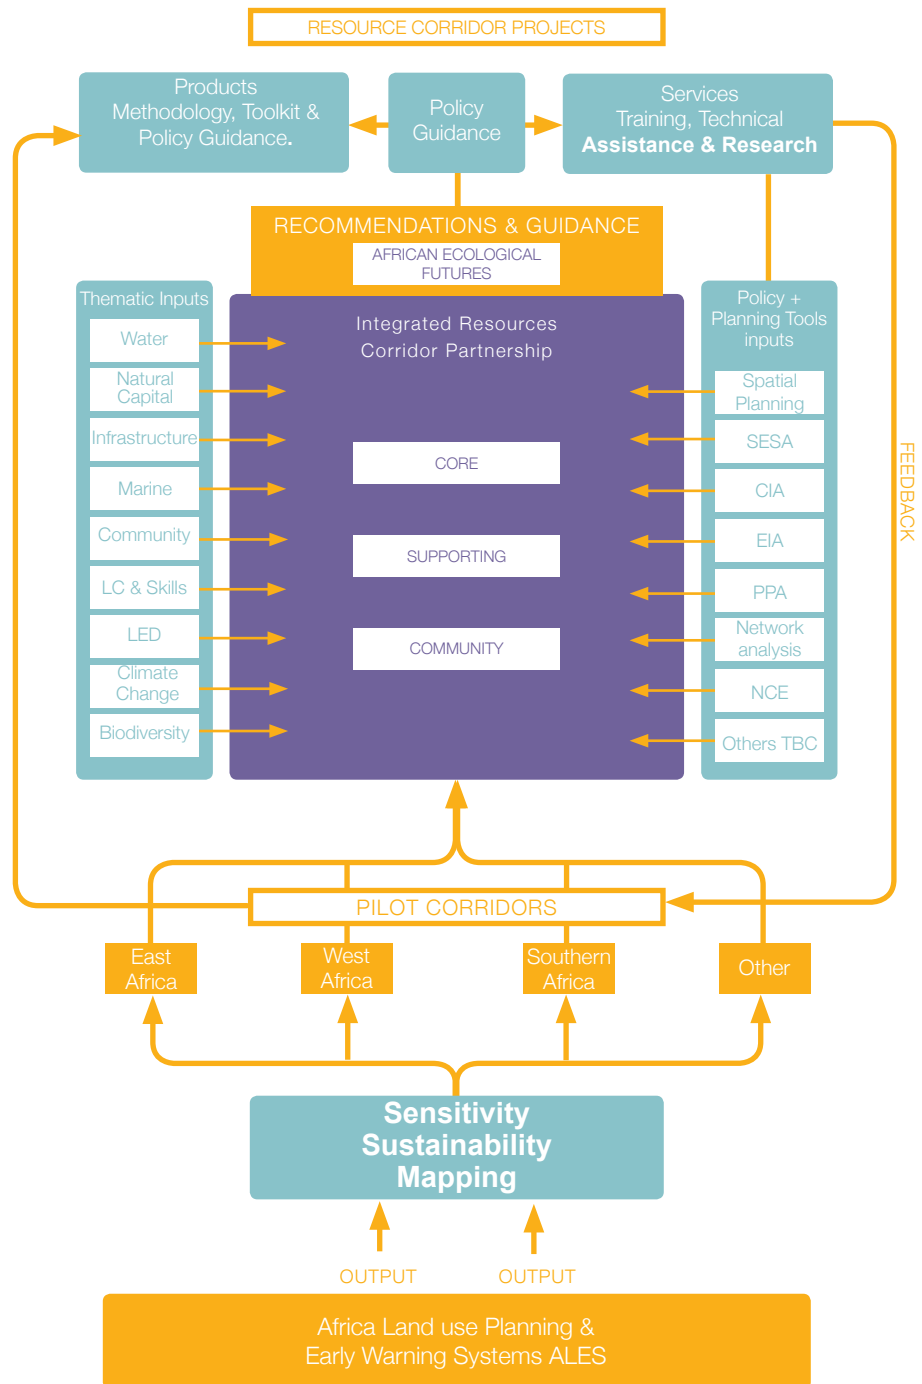 RESOURCE CORRIDOR PROJECTS
Products
Methodology, Toolkit &
Policy Guidance.
Policy
Guidance
Services
Training, Technical
Assistance & Research
RECOMMENDATIONS & GUIDANCE
AFRICAN ECOLOGICAL
FUTURES
Thematic Inputs
Water
Natural
Capital
Infrastructure
Marine
Community
LC & Skills
LED
Climate
Change
Biodiversity
Integrated Resources
Corridor Partnership
CORE
SUPPORTING
COMMUNITY
Policy +
Planning Tools
inputs
Spatial
Planning
SESA
CIA
EIA
PPA
Network
analysis
NCE
Others TBC
FEEDBACK
PILOT CORRIDORS
East
Africa
West
Africa
Southern
Africa
Other
Sensitivity
Sustainability
Mapping
OUTPUT
OUTPUT
Africa Land use Planning &
Early Warning Systems ALES